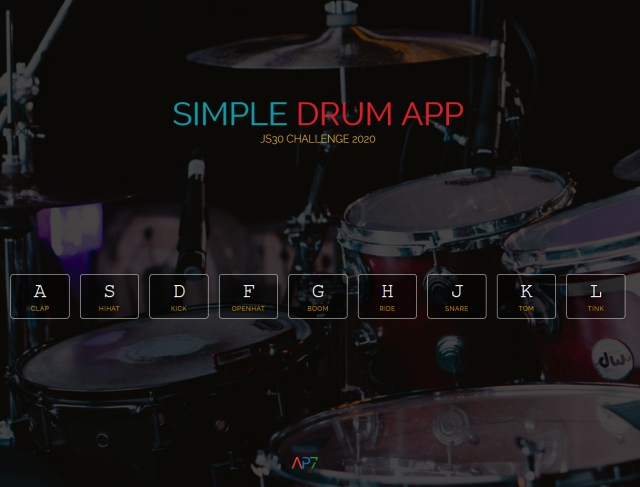 SIMPLE DRUM APP
JS30 CHALLENGE 2020
A S D F G H J K L
CLAP HIHAT KICK OPENHAT BOOM RIDE SNARE TOM TINK
dw
AP7